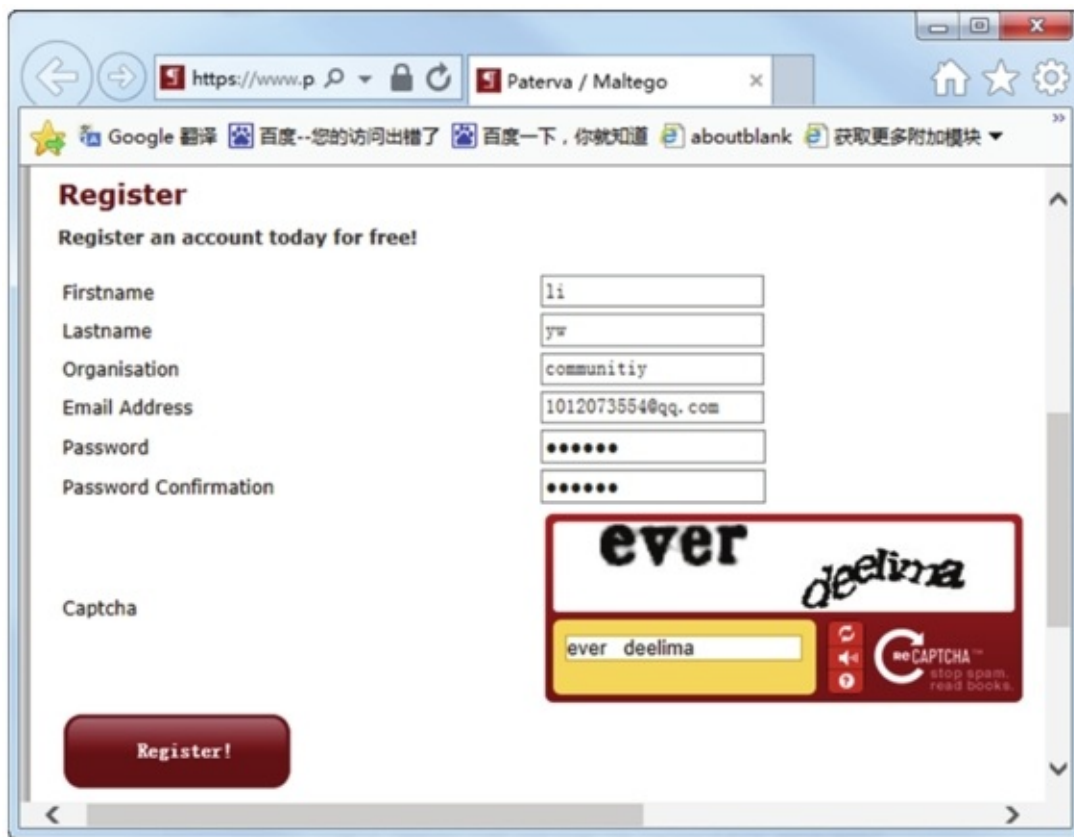 https://www.p
Paterva / Maltego
Google 翻译 百度--您的访问出错了 百度一下，你就知道 aboutblank 获取更多附加模块
Register
Register an account today for free!
Firstname li
Lastname yw
Organisation communitiy
Email Address 1012073554@qq.com
Password ••••••
Password Confirmation ••••••
ever deelima
Captcha
ever deelima
reCAPTCHA™
stop spam.
read books.
Register!